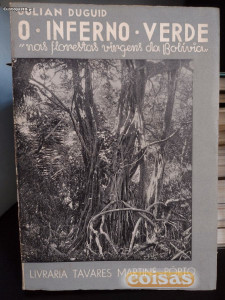 JULIAN DUGUID
O·INFERNO·VERDE
"nas florestas virgens da Bolívia"
LIVRARIA TAVARES MARTINS PORTO
coisas